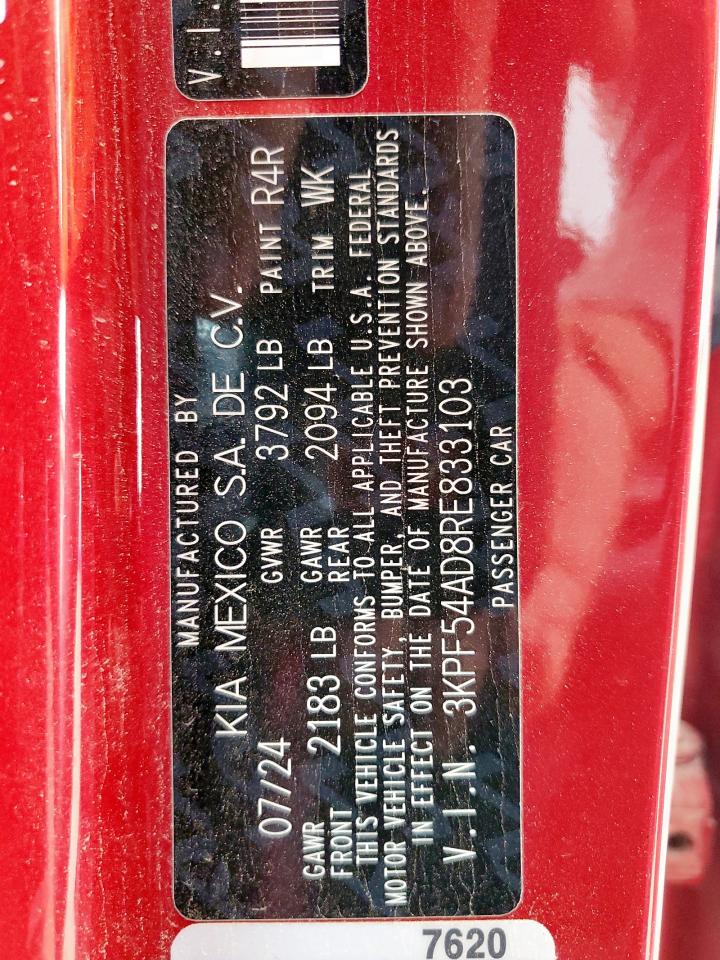 V.I.
MANUFACTURED BY
KIA MEXICO S.A. DE C.V.
07/24 GVWR 3792 LB PAINT R4R
GAWR FRONT 2183 LB GAWR REAR 2094 LB TRIM WK
THIS VEHICLE CONFORMS TO ALL APPLICABLE U.S.A. FEDERAL
MOTOR VEHICLE SAFETY, BUMPER, AND THEFT PREVENTION STANDARDS
IN EFFECT ON THE DATE OF MANUFACTURE SHOWN ABOVE.
V.I.N. 3KPF54AD8RE833103
PASSENGER CAR
7620